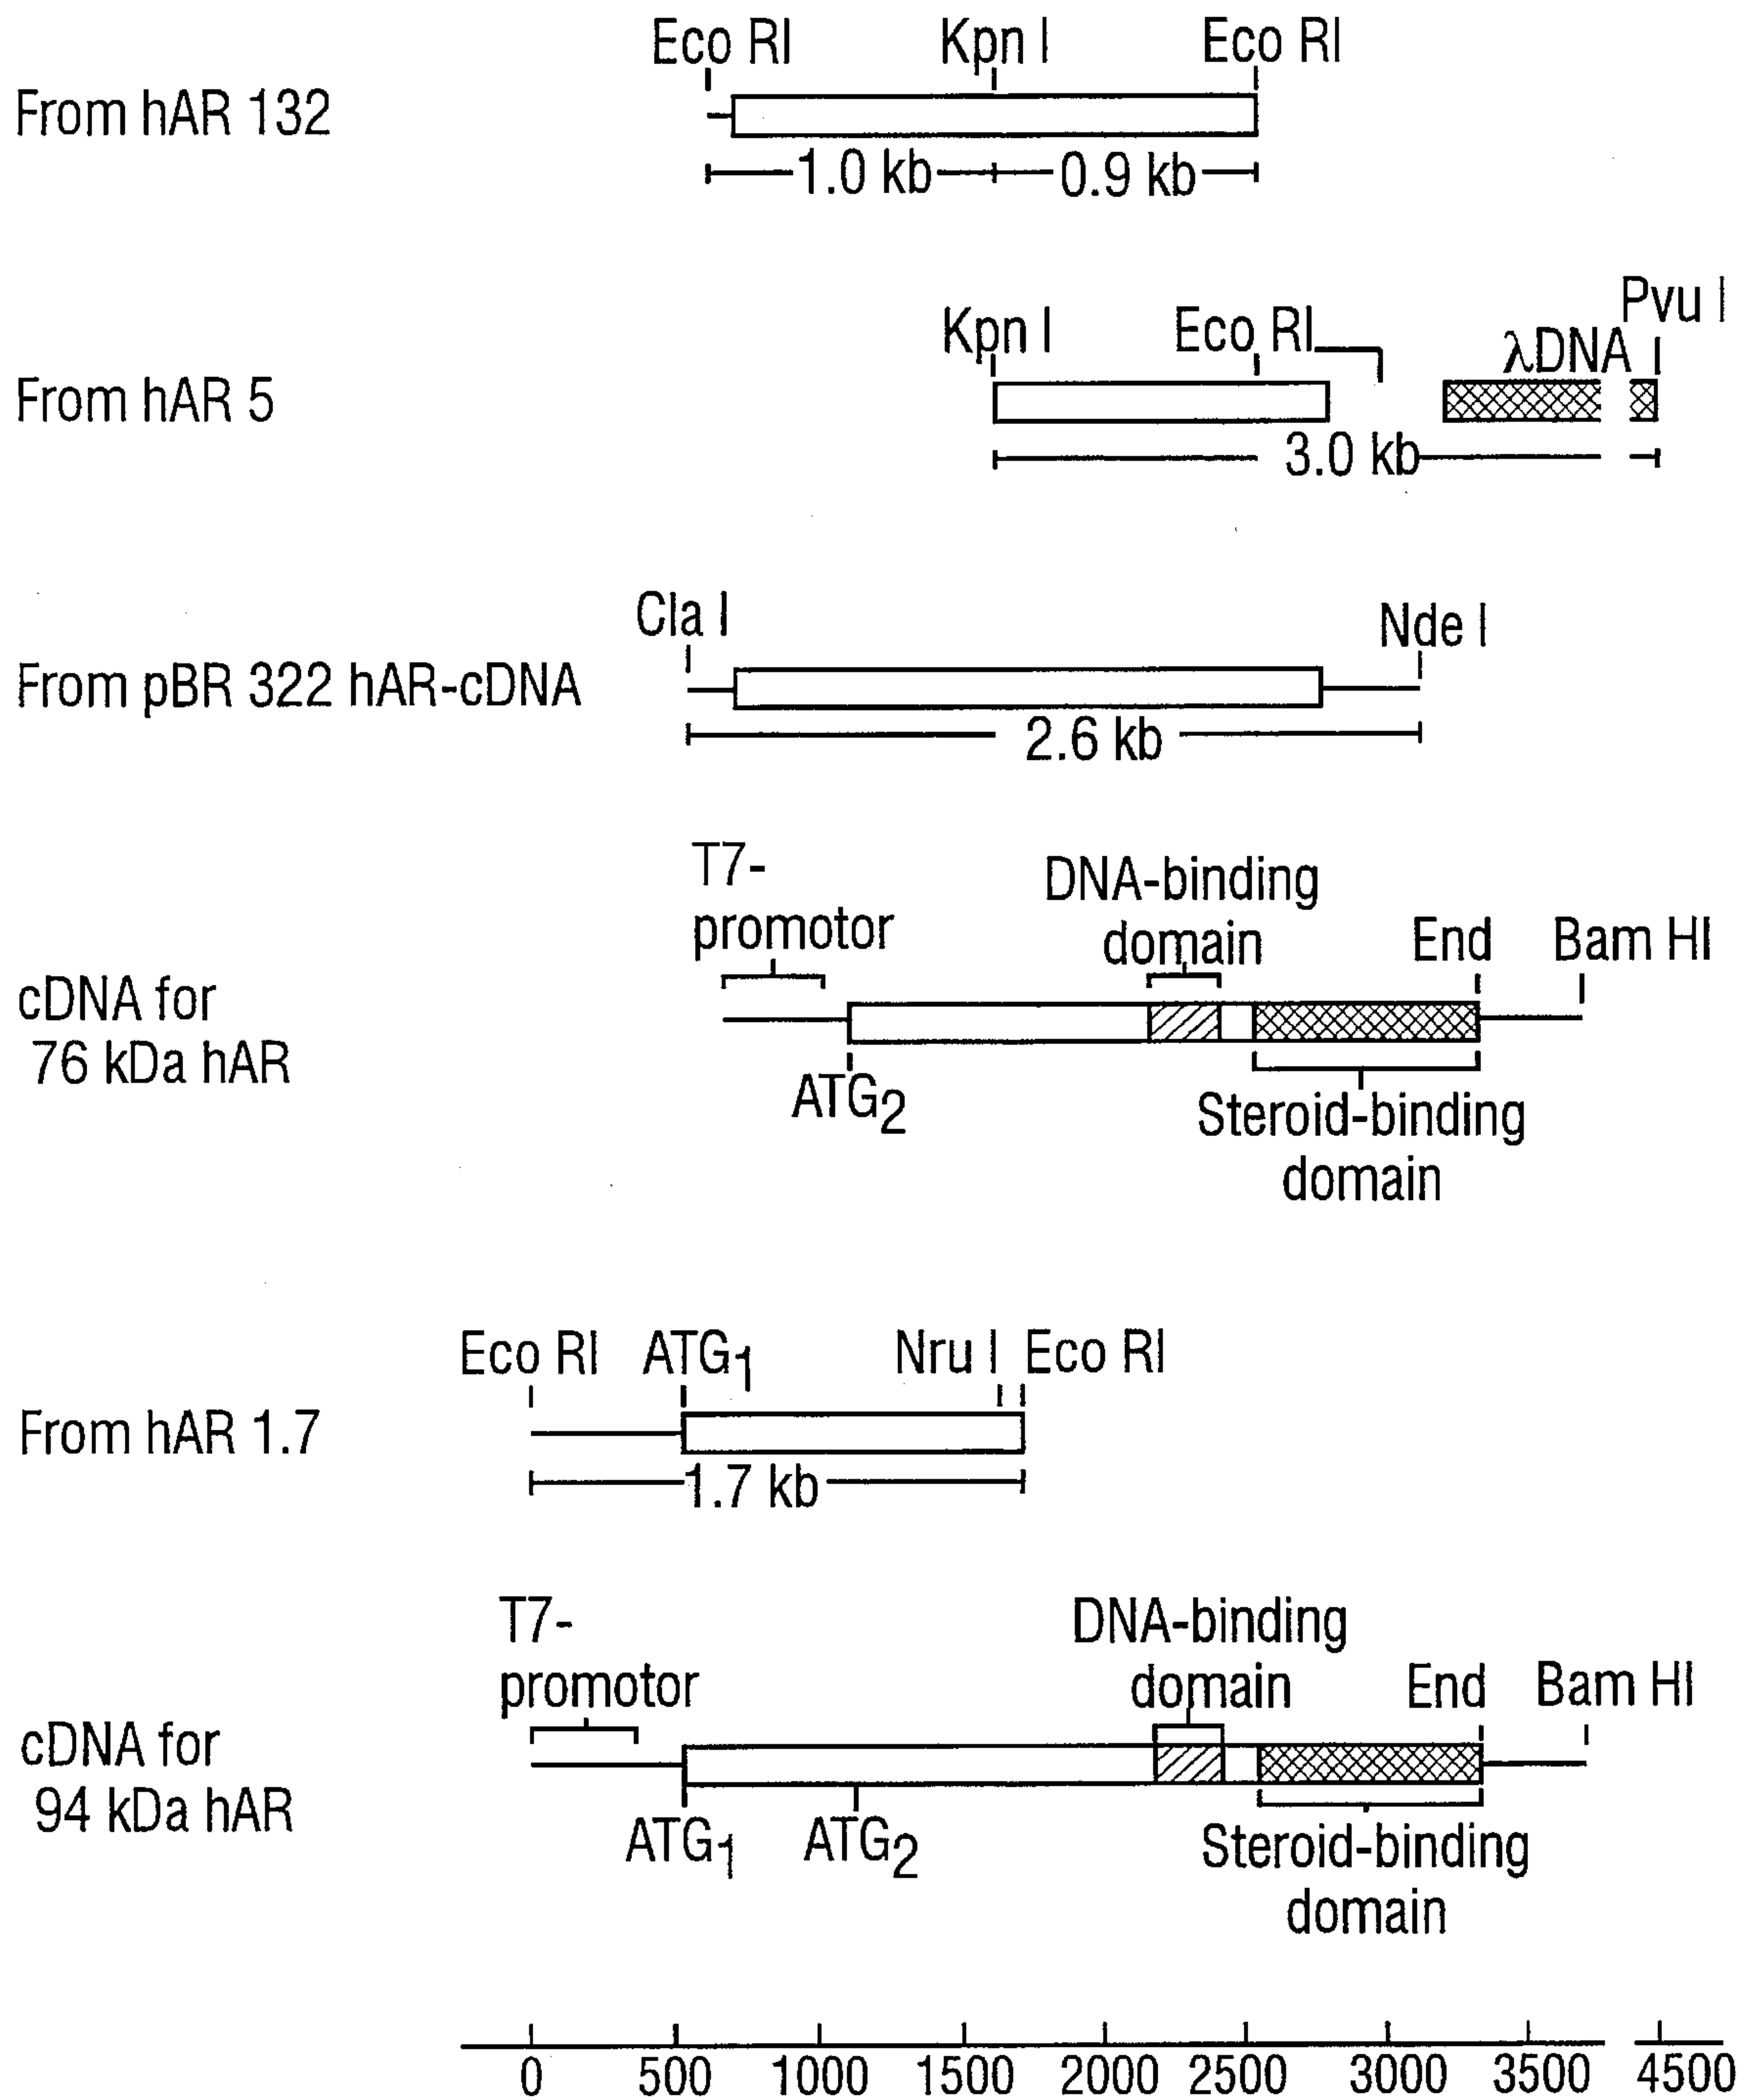 Eco RI Kpn I Eco RI
From hAR 132
1.0 kb 0.9 kb
Pvu I
Kpn I Eco RI λDNA
From hAR 5
3.0 kb
Cla I Nde I
From pBR 322 hAR-cDNA
2.6 kb
T7-
promotor
DNA-binding
domain
End Bam HI
cDNA for
76 kDa hAR
ATG2
Steroid-binding
domain
Eco RI ATG1 Nru I Eco RI
From hAR 1.7
1.7 kb
T7-
promotor
DNA-binding
domain
End Bam HI
cDNA for
94 kDa hAR
ATG1 ATG2
Steroid-binding
domain
0 500 1000 1500 2000 2500 3000 3500 4500